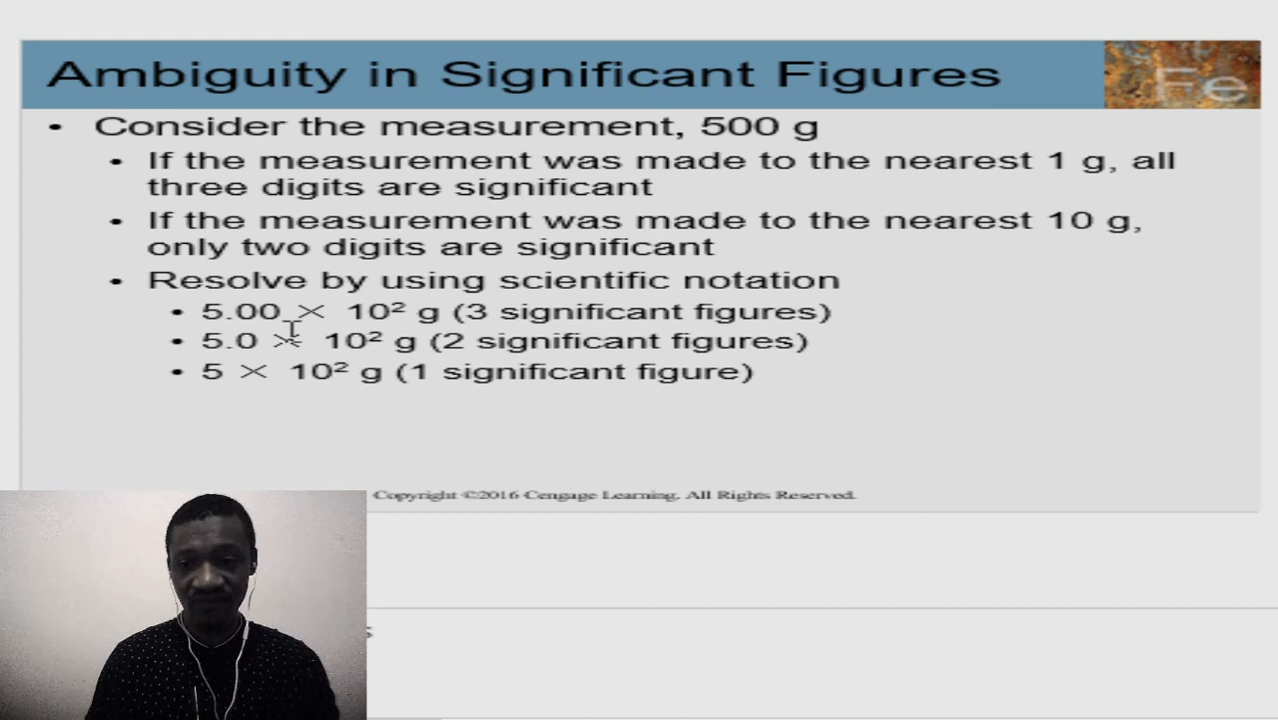 Ambiguity in Significant Figures
Fe
• Consider the measurement, 500 g
• If the measurement was made to the nearest 1 g, all
three digits are significant
• If the measurement was made to the nearest 10 g,
only two digits are significant
• Resolve by using scientific notation
• 5.00 × 10² g (3 significant figures)
• 5.0 × 10² g (2 significant figures)
• 5 × 10² g (1 significant figure)
Copyright ©2016 Cengage Learning. All Rights Reserved.
s